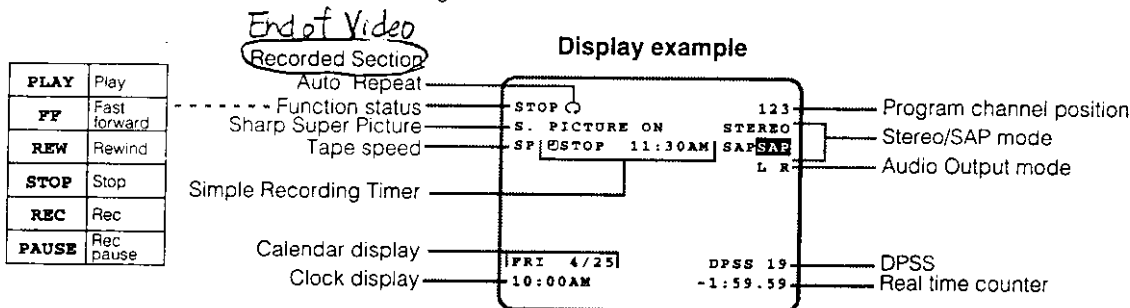 End of Video
Recorded Section
Display example
Auto Repeat
Function status
Sharp Super Picture
Tape speed
Simple Recording Timer
Calendar display
Clock display
PLAY Play
FF Fast forward
REW Rewind
STOP Stop
REC Rec
PAUSE Rec pause
STOP 123
S. PICTURE ON STEREO
SP STOP 11:30AM SAP SAP
L R
FRI 4/25 DPSS 19
10:00AM -1:59.59
Program channel position
Stereo/SAP mode
Audio Output mode
DPSS
Real time counter